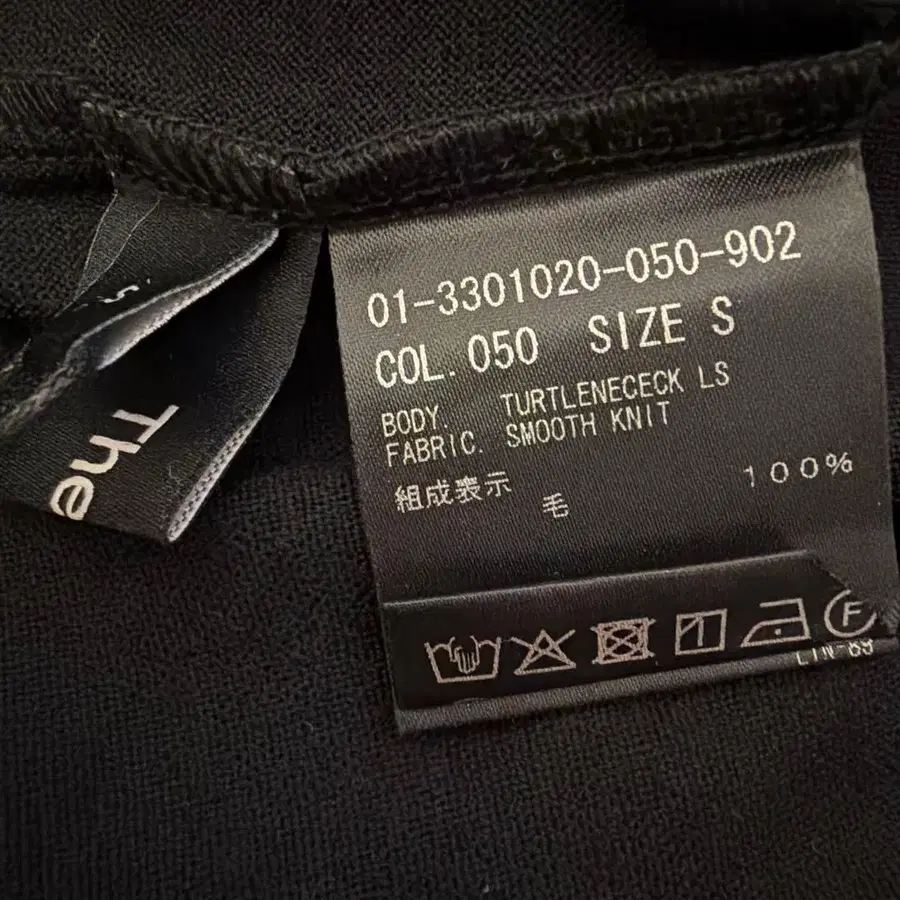 01-3301020-050-902
COL. 050 SIZE S
BODY. TURTLENECECK LS
FABRIC. SMOOTH KNIT
組成表示
毛 100%
F
The